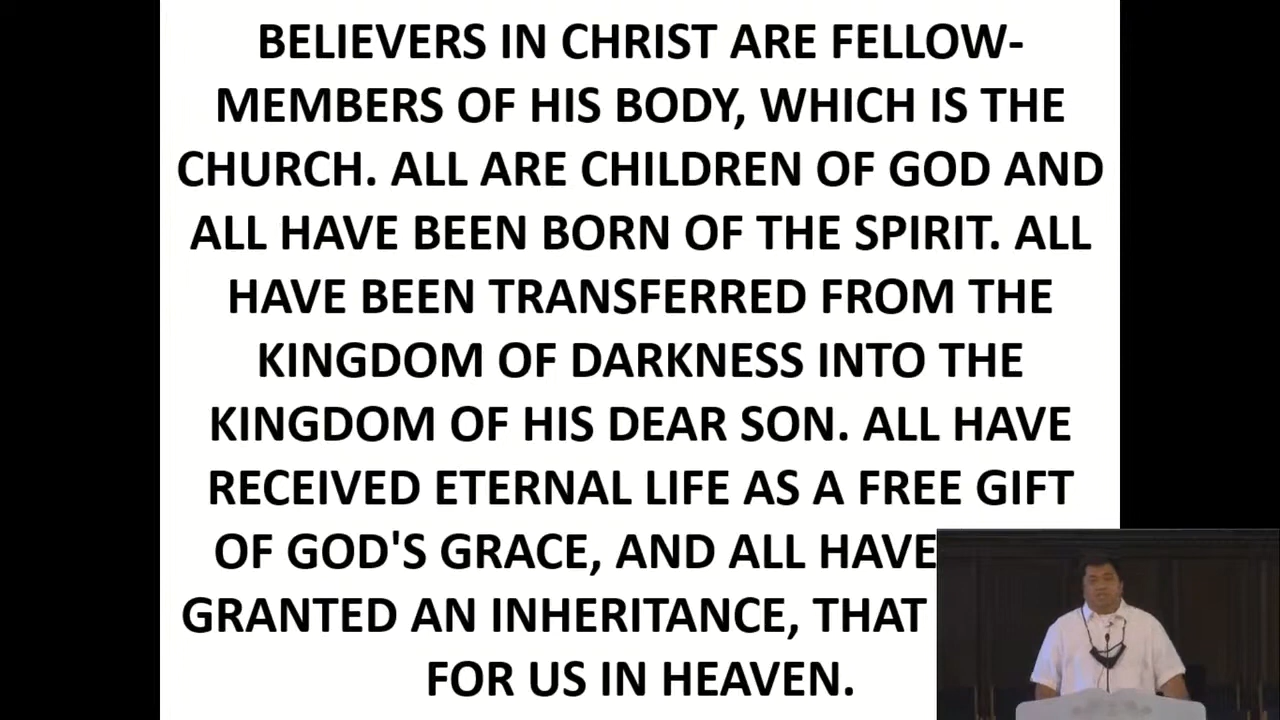 BELIEVERS IN CHRIST ARE FELLOW-
MEMBERS OF HIS BODY, WHICH IS THE
CHURCH. ALL ARE CHILDREN OF GOD AND
ALL HAVE BEEN BORN OF THE SPIRIT. ALL
HAVE BEEN TRANSFERRED FROM THE
KINGDOM OF DARKNESS INTO THE
KINGDOM OF HIS DEAR SON. ALL HAVE
RECEIVED ETERNAL LIFE AS A FREE GIFT
OF GOD'S GRACE, AND ALL HAVE
GRANTED AN INHERITANCE, THAT
FOR US IN HEAVEN.